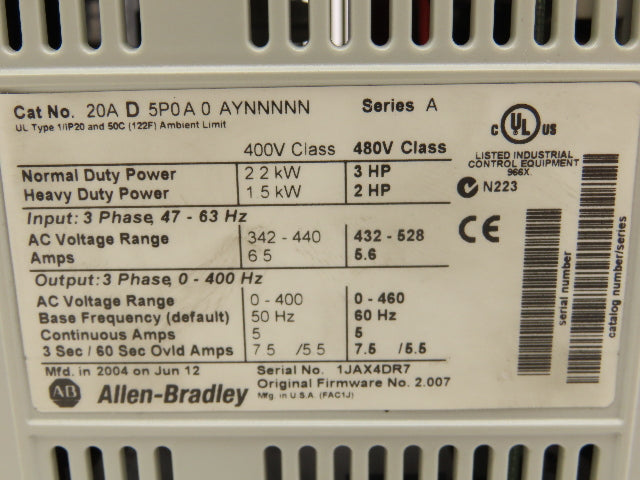 Cat No. 20A D 5P0 A 0 AYNNNNN Series A
UL Type 1/IP20 and 50C (122F) Ambient Limit
400V Class 480V Class
Normal Duty Power 2 2 kW 3 HP
Heavy Duty Power 1 5 kW 2 HP
Input: 3 Phase, 47 - 63 Hz
AC Voltage Range 342 - 440 432 - 528
Amps 6 5 5.6
Output: 3 Phase, 0 - 400 Hz
AC Voltage Range 0 - 400 0 - 460
Base Frequency (default) 50 Hz 60 Hz
Continuous Amps 5 5
3 Sec / 60 Sec Ovld Amps 7 5 / 5 5 7.5 / 5.5
Mfd. in 2004 on Jun 12 Serial No. 1JAX4DR7
Original Firmware No. 2.007
AB Allen-Bradley Mfg. in U.S.A. (FAC1J)
C UL US
LISTED INDUSTRIAL
CONTROL EQUIPMENT
966X
N223
CE
serial number
catalog number/series